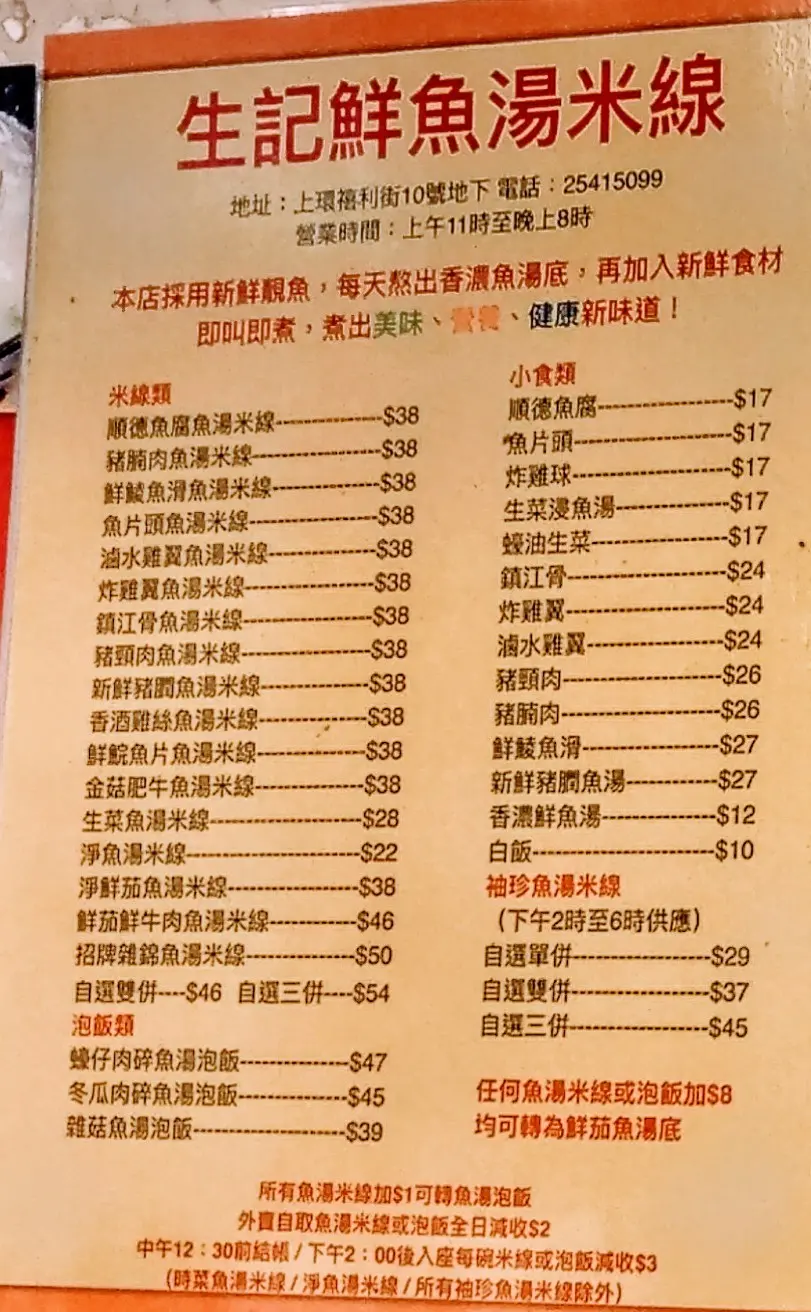 生記鮮魚湯米線
地址：上環禧利街10號地下 電話：25415099
營業時間：上午11時至晚上8時
本店採用新鮮靚魚，每天熬出香濃魚湯底，再加入新鮮食材
即叫即煮，煮出美味、營養、健康新味道！
米線類
順德魚腐魚湯米線----------------$38
豬腩肉魚湯米線-------------------$38
鮮鯪魚滑魚湯米線----------------$38
魚片頭魚湯米線-------------------$38
滷水雞翼魚湯米線----------------$38
炸雞翼魚湯米線-------------------$38
鎮江骨魚湯米線-------------------$38
豬頸肉魚湯米線-------------------$38
新鮮豬膶魚湯米線----------------$38
香酒雞絲魚湯米線----------------$38
鮮鯇魚片魚湯米線----------------$38
金菇肥牛魚湯米線----------------$38
生菜魚湯米線----------------------$28
淨魚湯米線-------------------------$22
淨鮮茄魚湯米線-------------------$38
鮮茄鮮牛肉魚湯米線------------$46
招牌雜錦魚湯米線----------------$50
自選雙併----$46 自選三併----$54
泡飯類
蠔仔肉碎魚湯泡飯----------------$47
冬瓜肉碎魚湯泡飯----------------$45
雜菇魚湯泡飯----------------------$39
小食類
順德魚腐--------------------$17
魚片頭-----------------------$17
炸雞球-----------------------$17
生菜浸魚湯-----------------$17
蠔油生菜--------------------$17
鎮江骨-----------------------$24
炸雞翼-----------------------$24
滷水雞翼--------------------$24
豬頸肉-----------------------$26
豬腩肉-----------------------$26
鮮鯪魚滑--------------------$27
新鮮豬膶魚湯-------------$27
香濃鮮魚湯-----------------$12
白飯--------------------------$10
袖珍魚湯米線
（下午2時至6時供應）
自選單併--------------------$29
自選雙併--------------------$37
自選三併--------------------$45
任何魚湯米線或泡飯加$8
均可轉為鮮茄魚湯底
所有魚湯米線加$1可轉魚湯泡飯
外賣自取魚湯米線或泡飯全日減收$2
中午12：30前結帳 / 下午2：00後入座每碗米線或泡飯減收$3
（時菜魚湯米線 / 淨魚湯米線 / 所有袖珍魚湯米線除外）